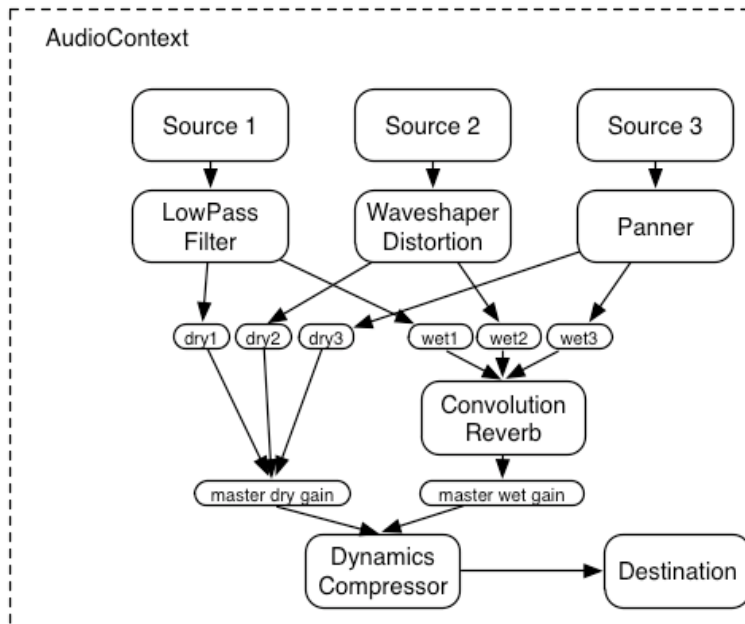 AudioContext
Source 1
Source 2
Source 3
LowPass
Filter
Waveshaper
Distortion
Panner
dry1
dry2
dry3
wet1
wet2
wet3
Convolution
Reverb
master dry gain
master wet gain
Dynamics
Compressor
Destination